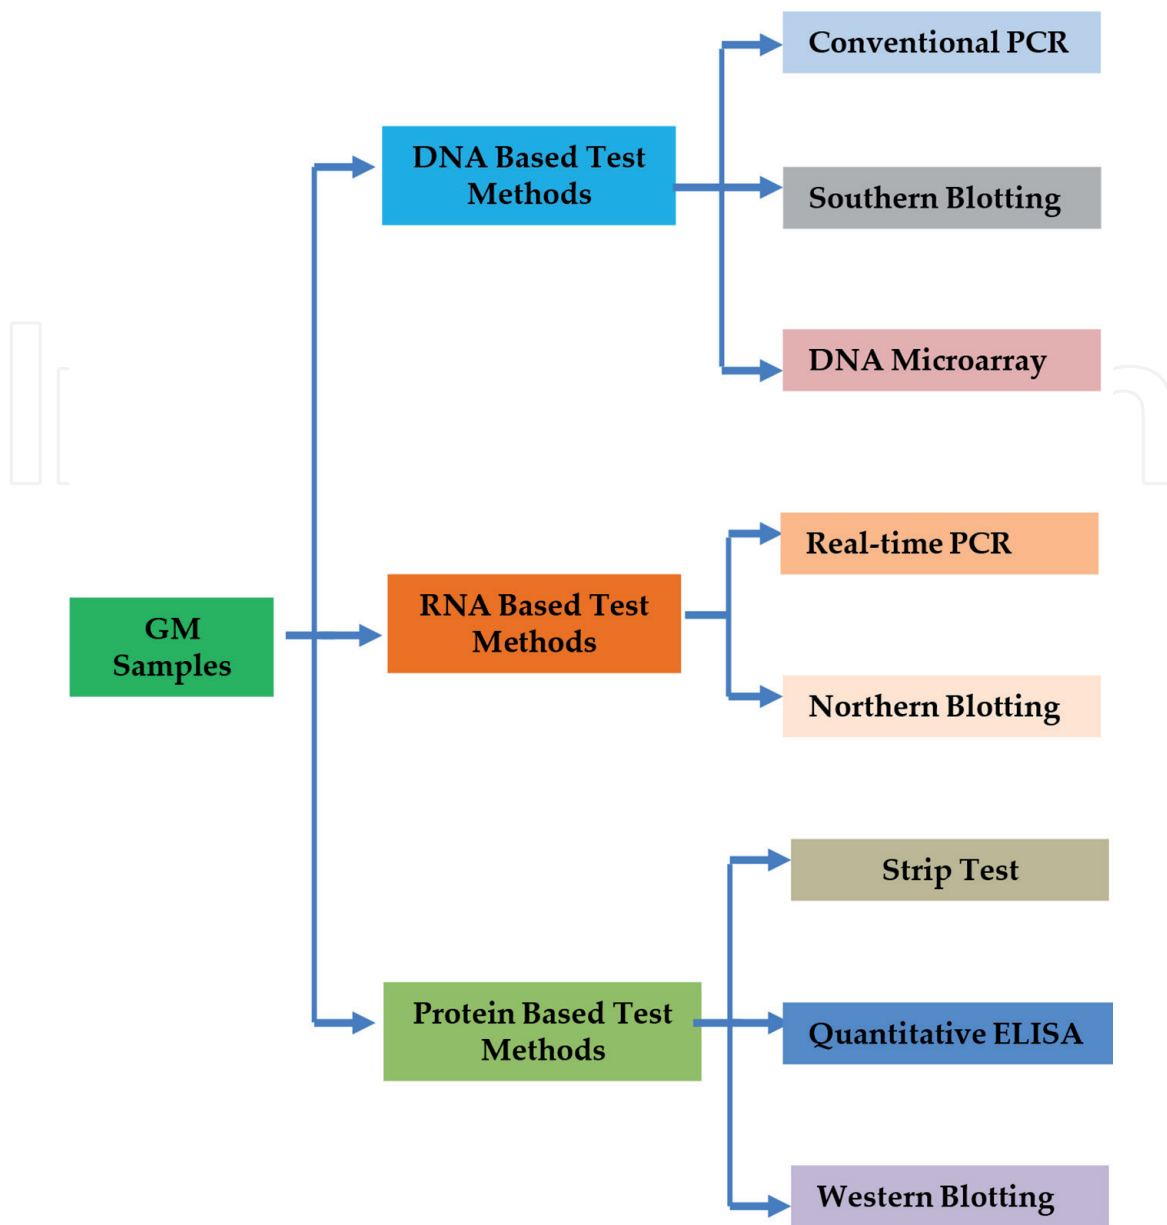 Conventional PCR
DNA Based Test
Methods
Southern Blotting
DNA Microarray
GM
Samples
RNA Based Test
Methods
Real-time PCR
Northern Blotting
Protein Based Test
Methods
Strip Test
Quantitative ELISA
Western Blotting